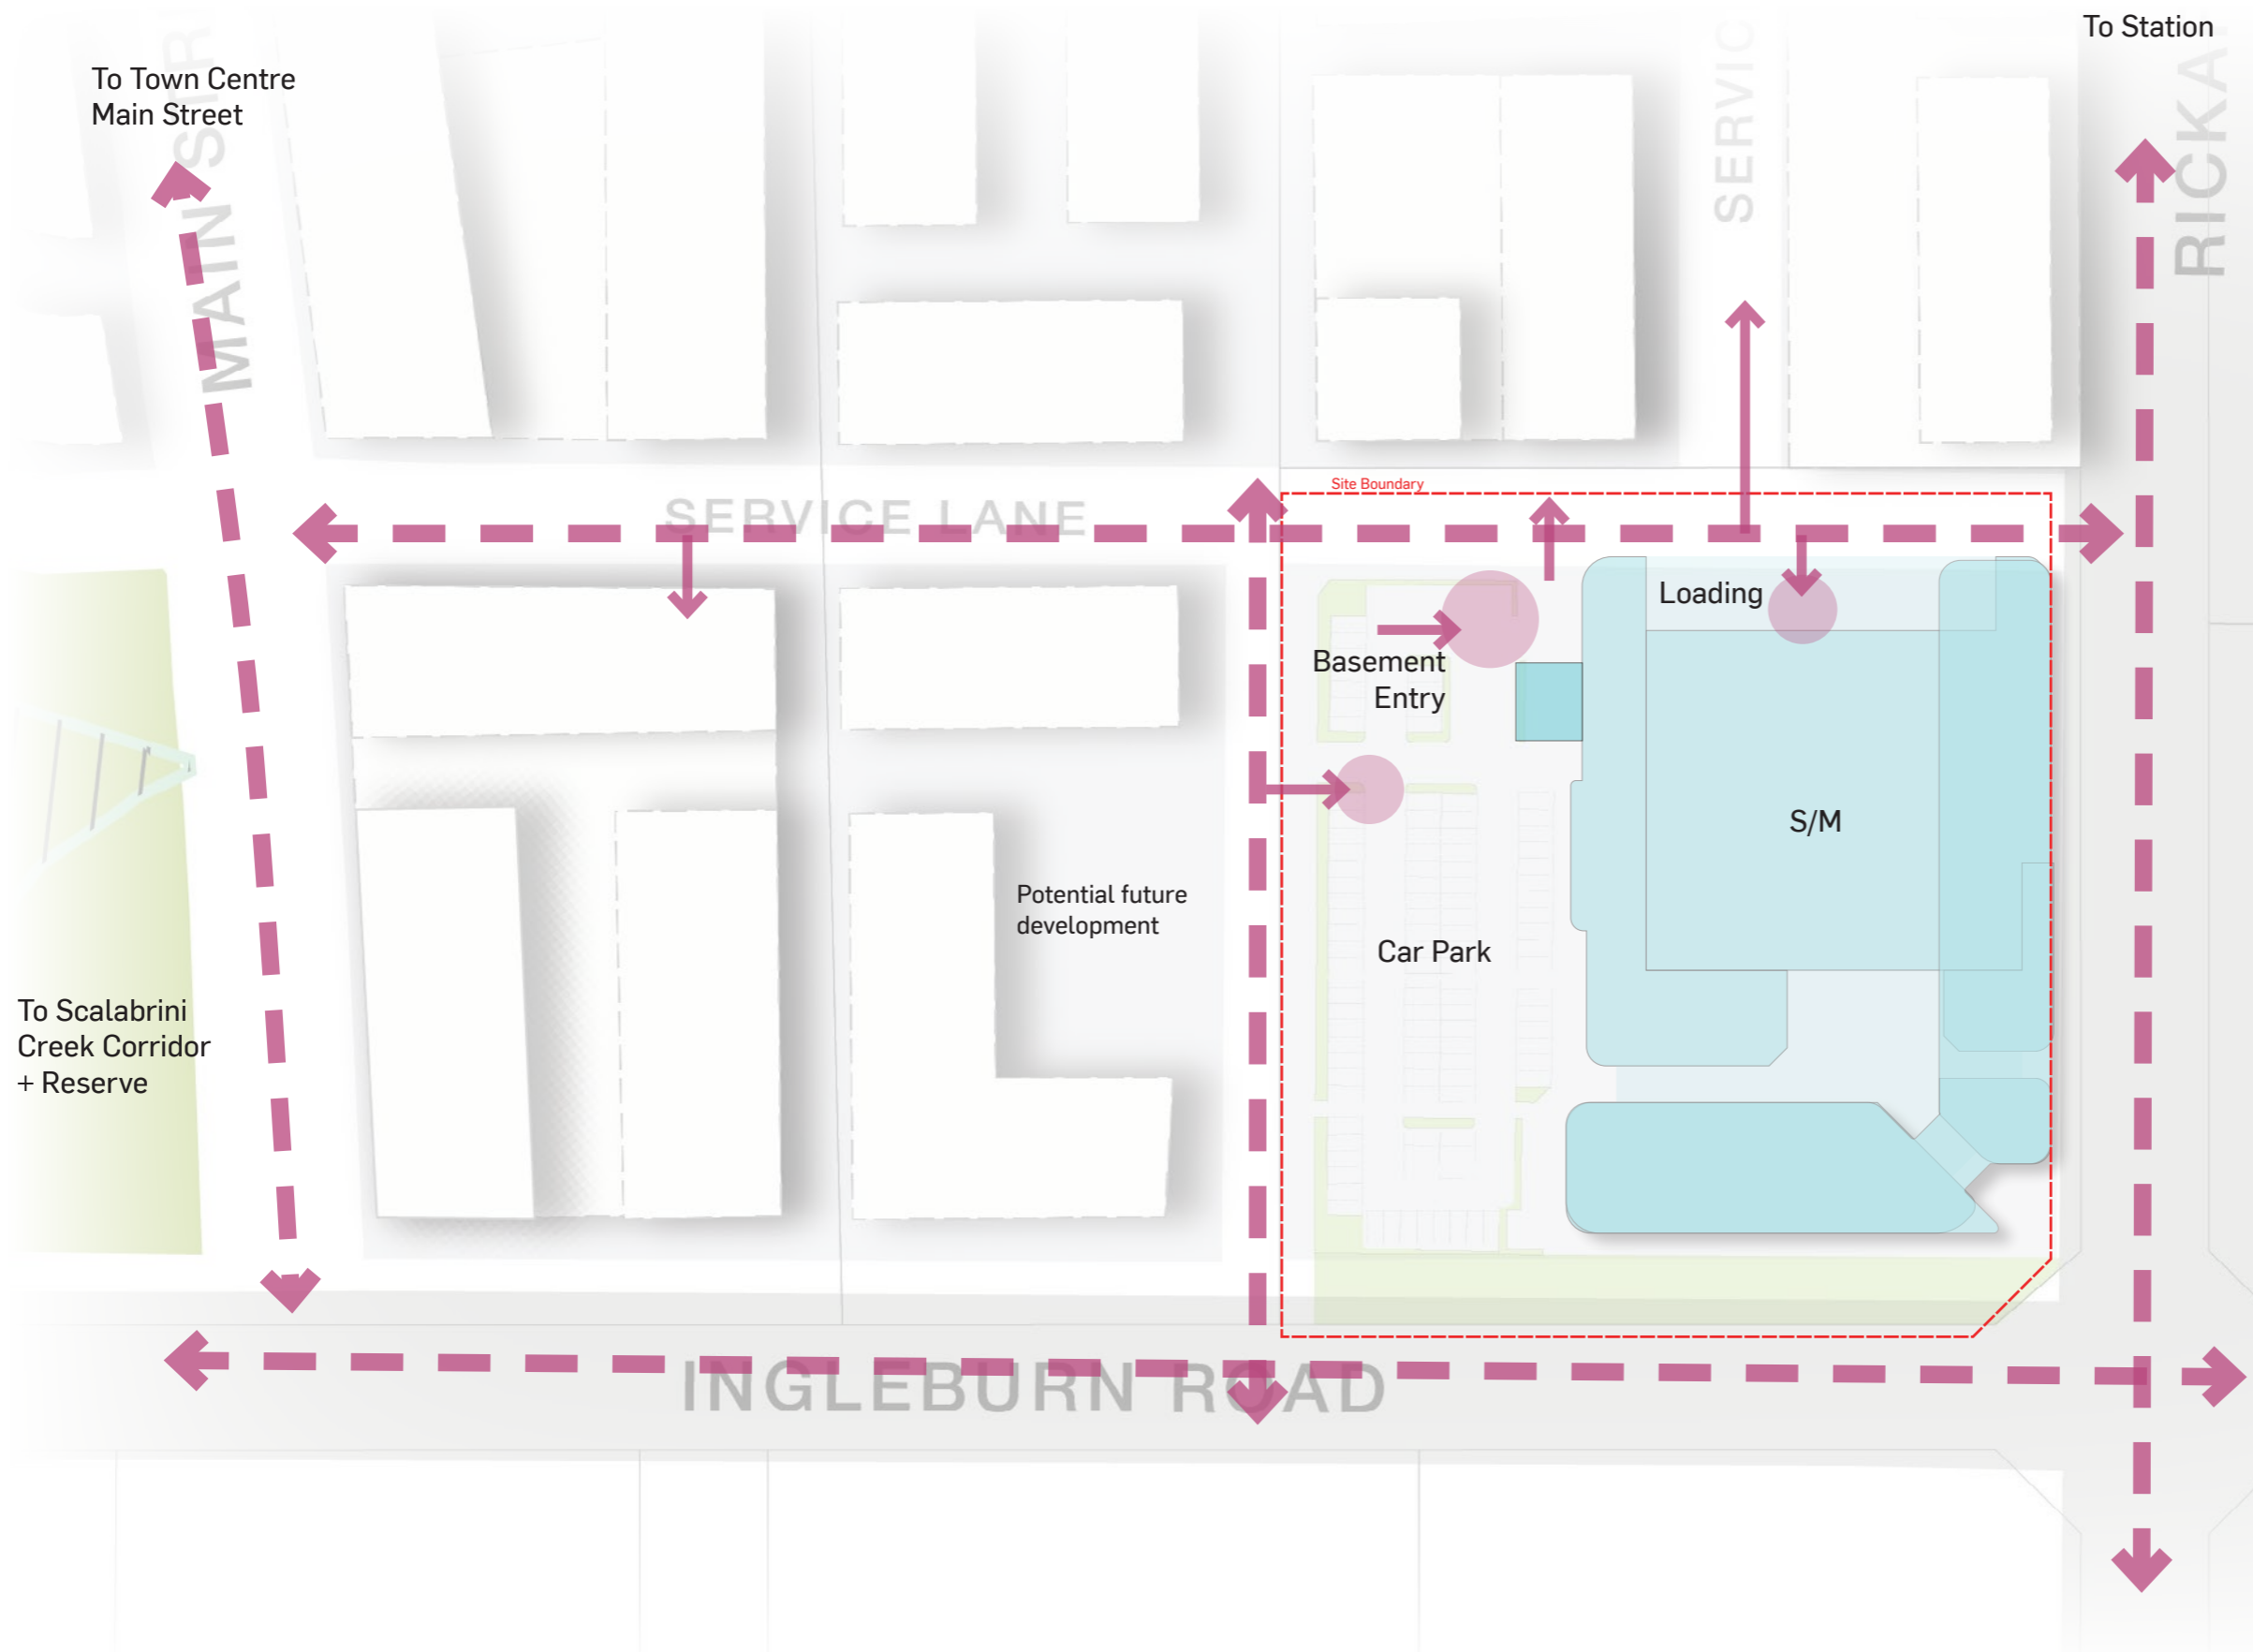 To Station
To Town Centre
Main Street
MAIN STR
SERVIC
RICKA
Site Boundary
SERVICE LANE
Loading
Basement
Entry
S/M
Potential future
development
Car Park
To Scalabrini
Creek Corridor
+ Reserve
INGLEBURN ROAD